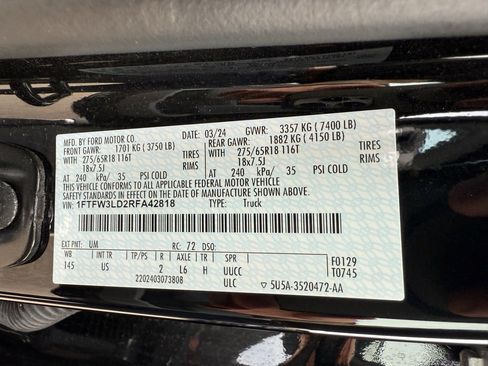 MFD. BY FORD MOTOR CO. DATE: 03/24 GVWR: 3357 KG ( 7400 LB)
FRONT GAWR: 1701 KG ( 3750 LB) REAR GAWR: 1882 KG ( 4150 LB)
WITH 275/65R18 116T TIRES WITH 275/65R18 116T TIRES
18x7.5J RIMS 18x7.5J RIMS
AT 240 kPa/ 35 PSI COLD AT 240 kPa/ 35 PSI COLD
THIS VEHICLE CONFORMS TO ALL APPLICABLE FEDERAL MOTOR VEHICLE
SAFETY STANDARDS IN EFFECT ON THE DATE OF MANUFACTURE SHOWN ABOVE.
VIN: 1FTFW3LD2RFA42818 TYPE: Truck
EXT PNT: UM RC: 72 DSO:
WB INT TR TP/PS R AXLE TR SPR
145 US 2 L6 H UUCC F0129
ULC T0745
2202403073808 5U5A-3520472-AA